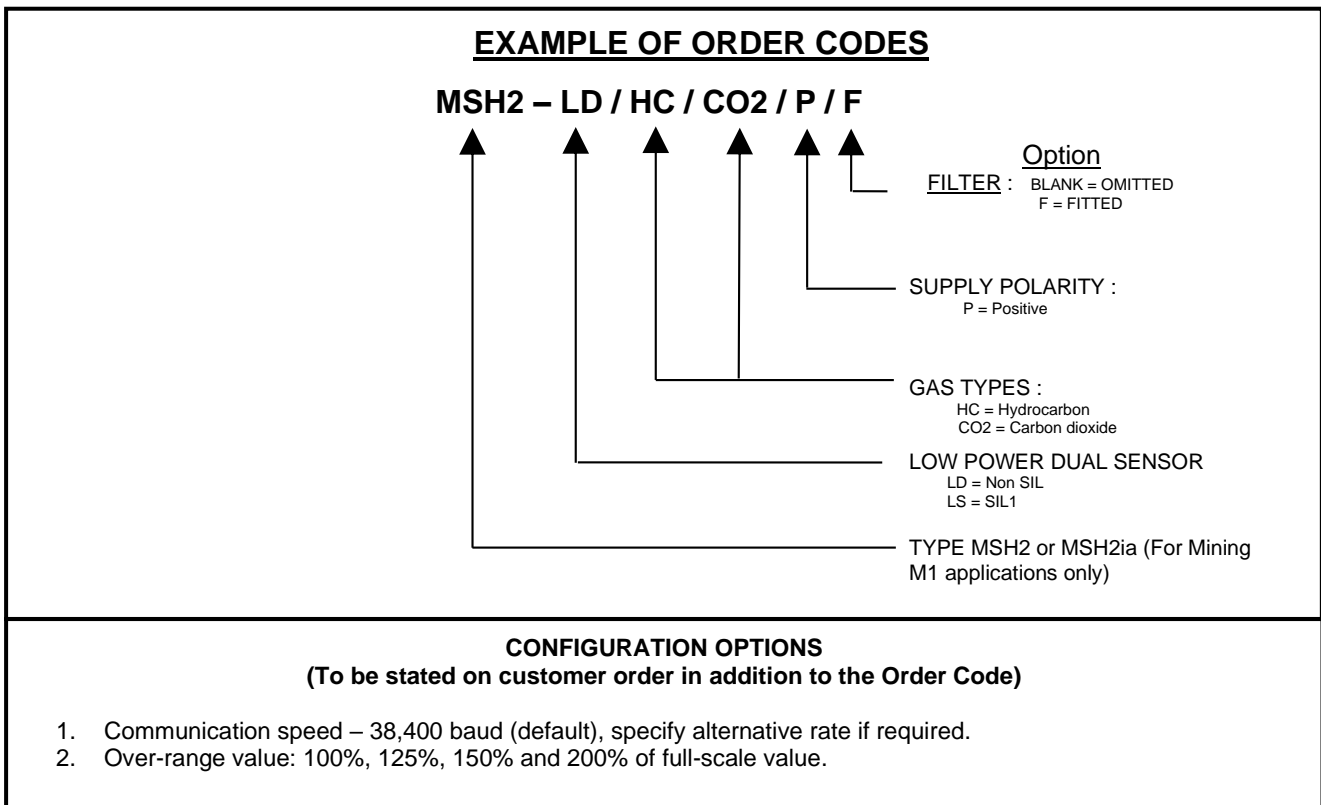 EXAMPLE OF ORDER CODES
MSH2 – LD / HC / CO2 / P / F
Option
FILTER : BLANK = OMITTED
F = FITTED
SUPPLY POLARITY :
P = Positive
GAS TYPES :
HC = Hydrocarbon
CO2 = Carbon dioxide
LOW POWER DUAL SENSOR
LD = Non SIL
LS = SIL1
TYPE MSH2 or MSH2ia (For Mining
M1 applications only)
CONFIGURATION OPTIONS
(To be stated on customer order in addition to the Order Code)
1. Communication speed – 38,400 baud (default), specify alternative rate if required.
2. Over-range value: 100%, 125%, 150% and 200% of full-scale value.